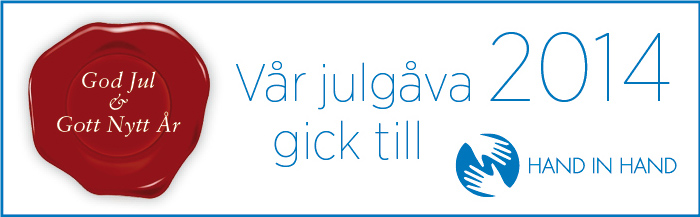 God Jul
&
Gott Nytt År
Vår julgåva 2014
gick till
HAND IN HAND